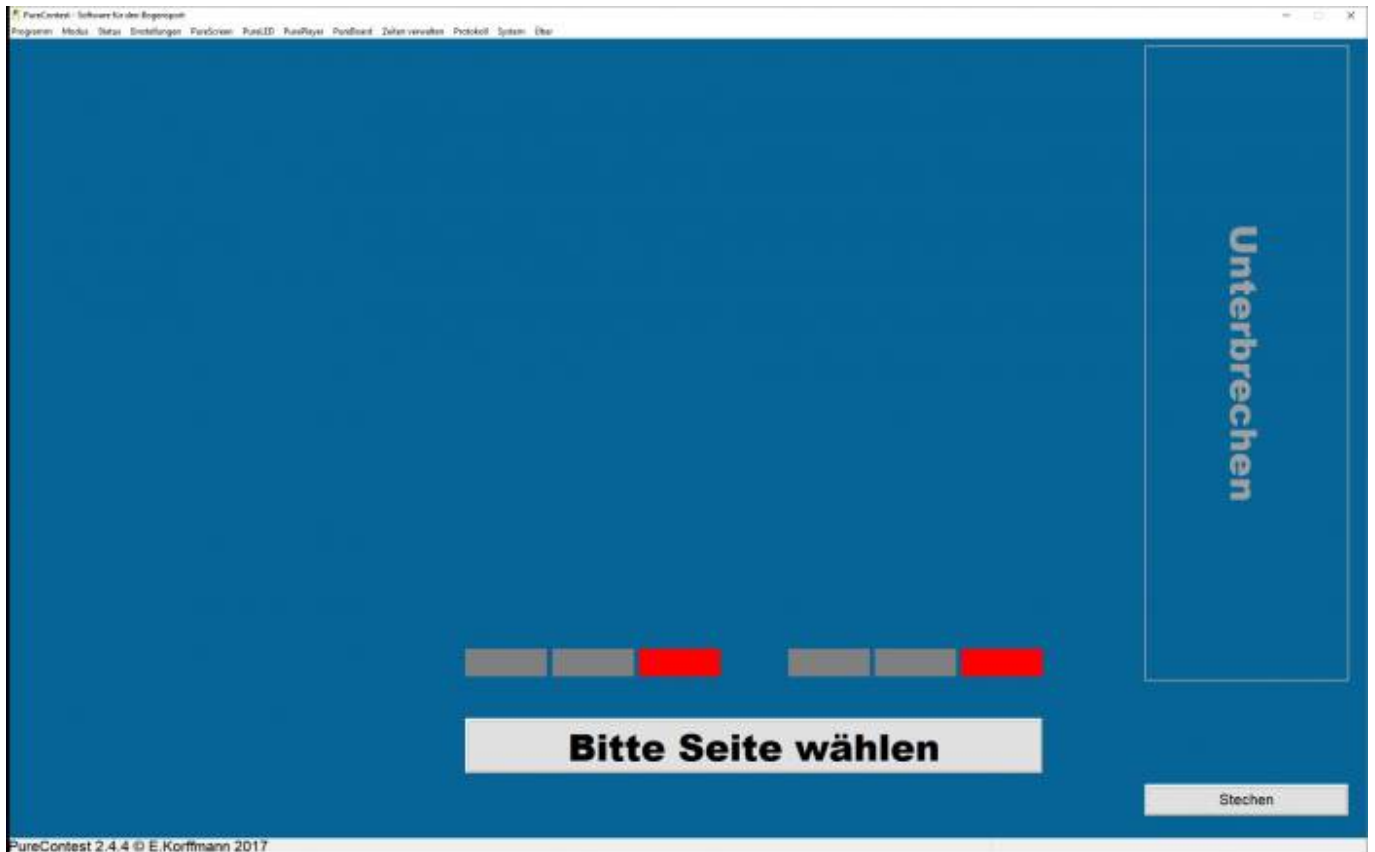 PureContest - Software für den Bogensport
Programm Modus Status Einstellungen PureScreen PureLED PurePlayer PureBoard Zeiten verwalten Protokoll System Über
Unterbrechen
Bitte Seite wählen
Stechen
PureContest 2.4.4 © E.Korffmann 2017